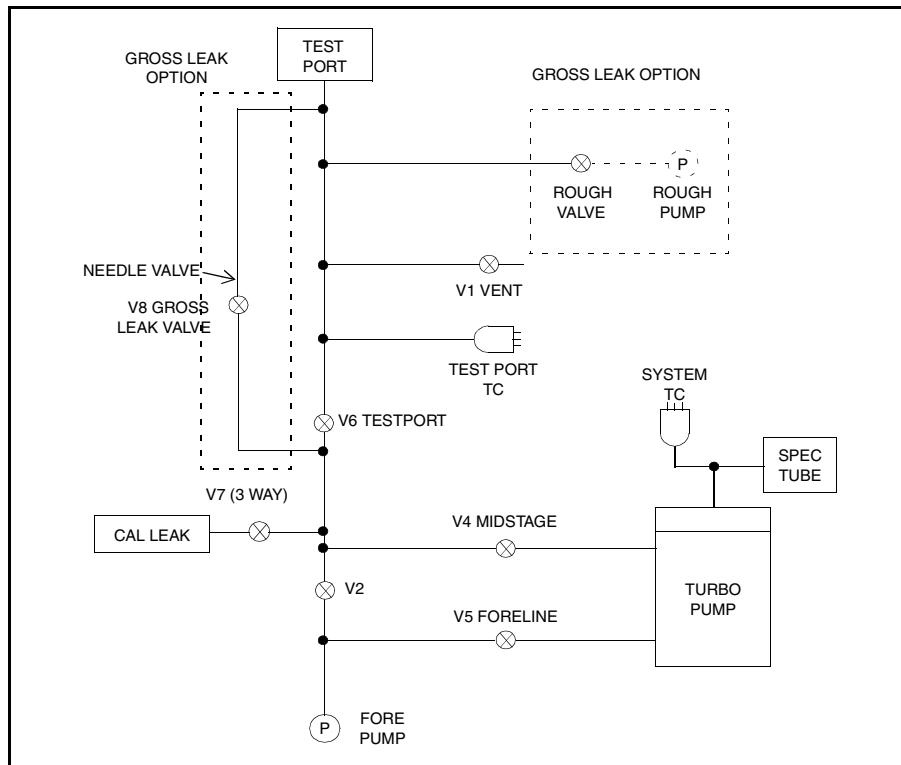 TEST
PORT
GROSS LEAK
OPTION
GROSS LEAK OPTION
P
ROUGH
VALVE
ROUGH
PUMP
NEEDLE VALVE
V1 VENT
V8 GROSS
LEAK VALVE
TEST PORT
TC
SYSTEM
TC
V6 TESTPORT
SPEC
TUBE
V7 (3 WAY)
CAL LEAK
V4 MIDSTAGE
V2
TURBO
PUMP
V5 FORELINE
P
FORE
PUMP